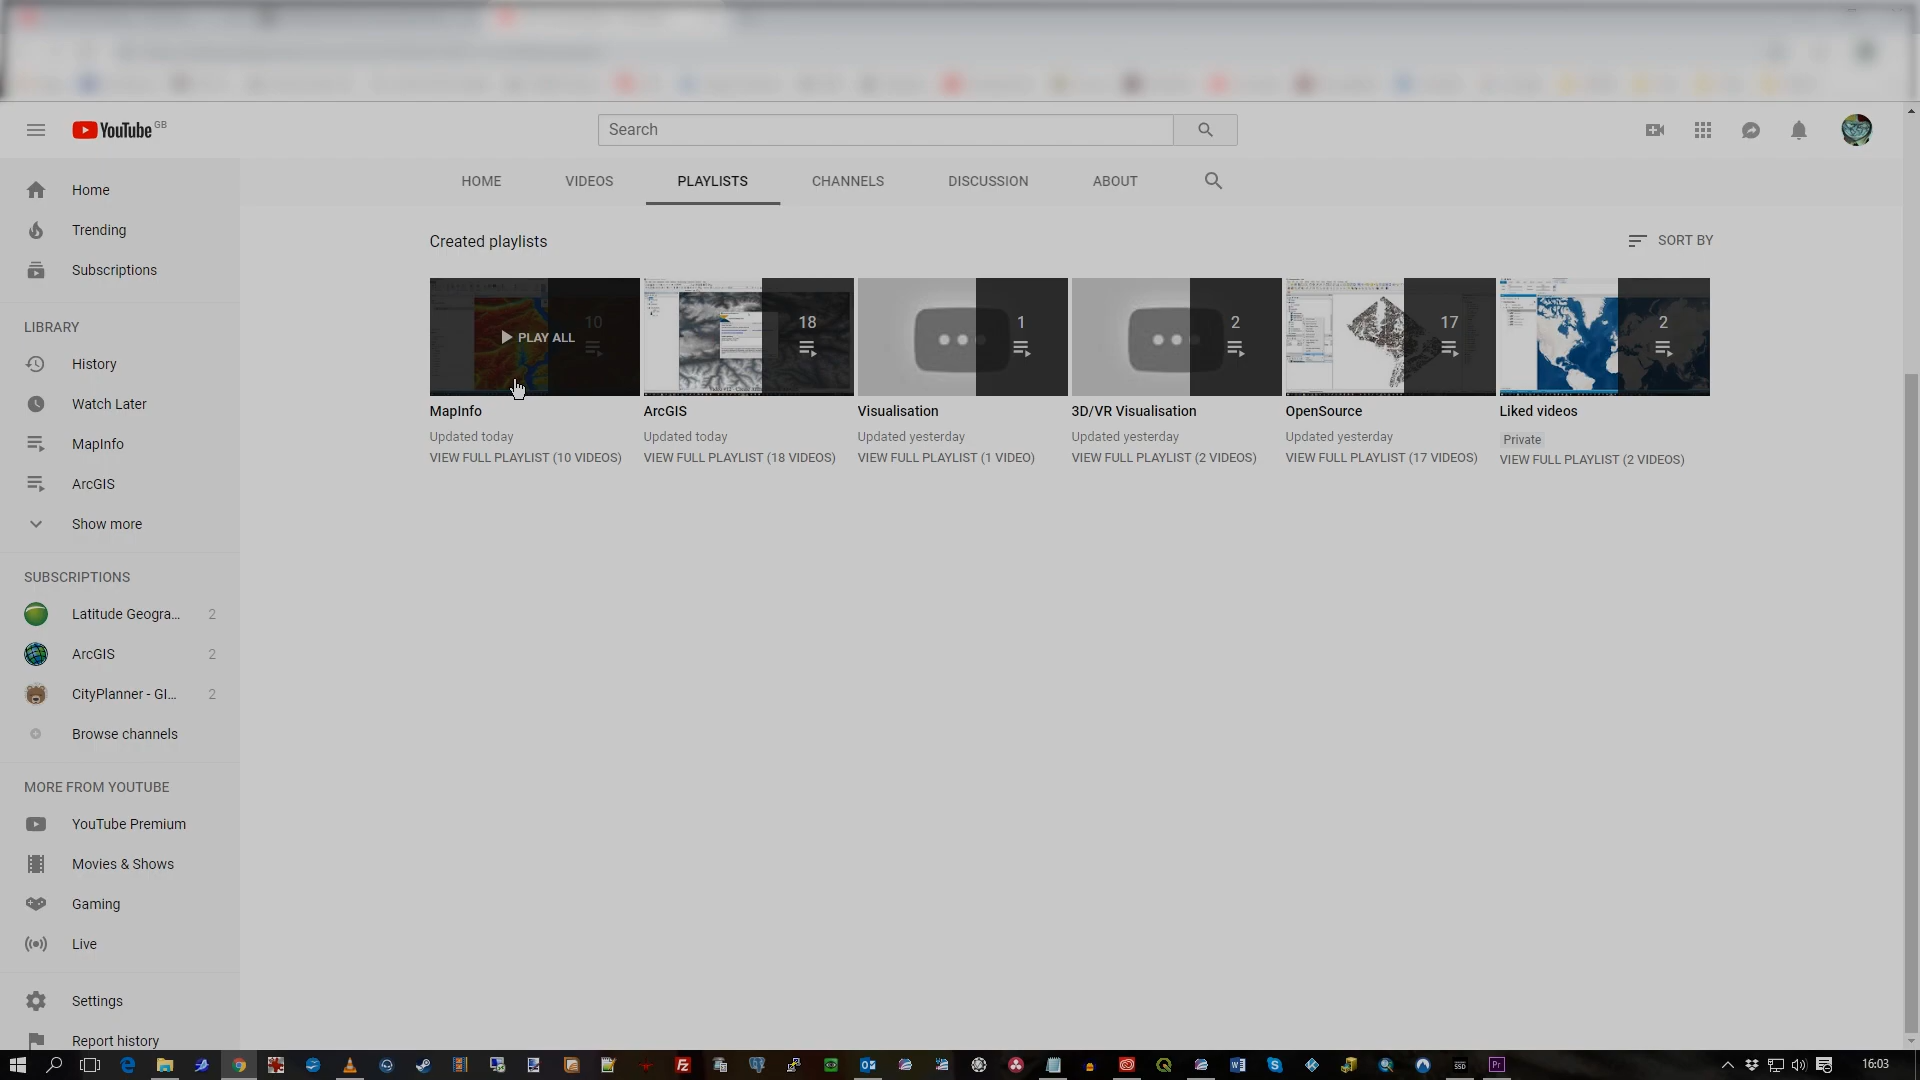 YouTube GB
Search
HOME
VIDEOS
PLAYLISTS
CHANNELS
DISCUSSION
ABOUT
Home
Trending
Subscriptions
LIBRARY
History
Watch Later
MapInfo
ArcGIS
Show more
SUBSCRIPTIONS
Latitude Geogra... 2
ArcGIS 2
CityPlanner - GI... 2
Browse channels
MORE FROM YOUTUBE
YouTube Premium
Movies & Shows
Gaming
Live
Settings
Report history
Created playlists
SORT BY
PLAY ALL
10
MapInfo
Updated today
VIEW FULL PLAYLIST (10 VIDEOS)
18
ArcGIS
Updated today
VIEW FULL PLAYLIST (18 VIDEOS)
1
Visualisation
Updated yesterday
VIEW FULL PLAYLIST (1 VIDEO)
2
3D/VR Visualisation
Updated yesterday
VIEW FULL PLAYLIST (2 VIDEOS)
17
OpenSource
Updated yesterday
VIEW FULL PLAYLIST (17 VIDEOS)
2
Liked videos
Private
VIEW FULL PLAYLIST (2 VIDEOS)
16:03